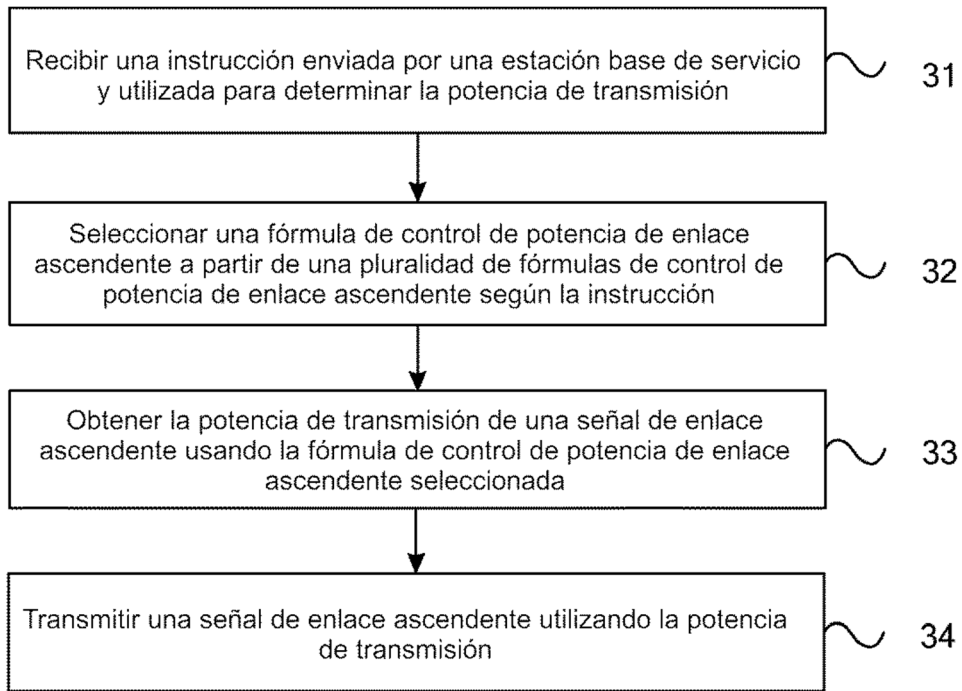 Recibir una instrucción enviada por una estación base de servicio
y utilizada para determinar la potencia de transmisión
31
Seleccionar una fórmula de control de potencia de enlace
ascendente a partir de una pluralidad de fórmulas de control de
potencia de enlace ascendente según la instrucción
32
Obtener la potencia de transmisión de una señal de enlace
ascendente usando la fórmula de control de potencia de enlace
ascendente seleccionada
33
Transmitir una señal de enlace ascendente utilizando la potencia
de transmisión
34